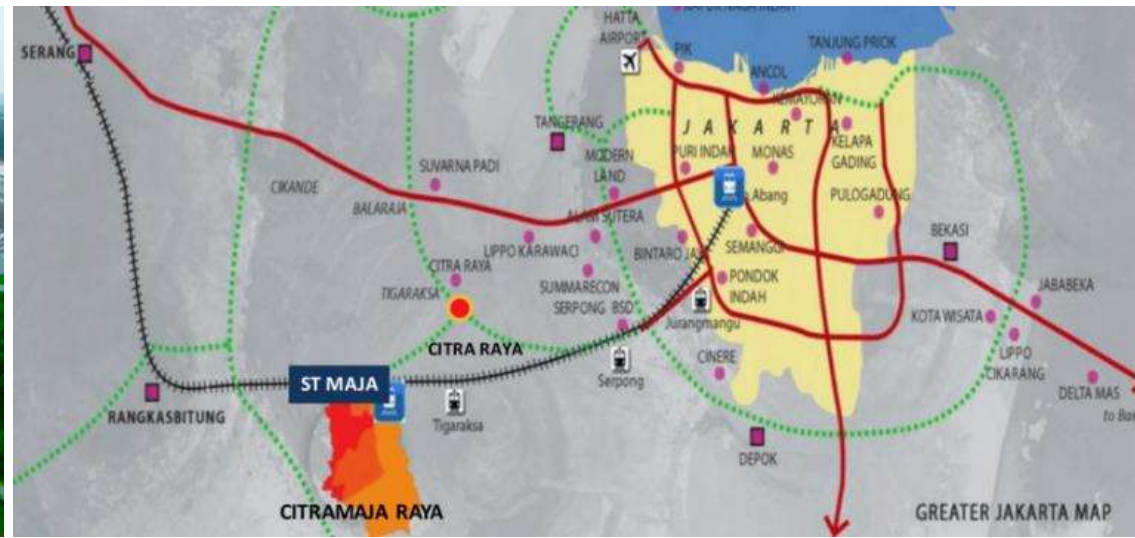 HATTA
AIRPORT
SERANG
PIK
TANJUNG PRIOK
ANCOL
KEMAYORAN
TANGERANG
JAKARTA
KELAPA
GADING
PURI INDAH
MONAS
MODERN
LAND
SUVARNA PADI
CIKANDE
BALARAJA
Abang
PULOGADUNG
ALAM SUTERA
LIPPO KARAWACI
BINTARO JAY
SEMANGGI
BEKASI
CITRA RAYA
TIGARAKSA
SUMMARECON
SERPONG
BSD
PONDOK
INDAH
JABABEKA
KOTA WISATA
Jurangmangu
CITRA RAYA
LIPPO
CIKARANG
CINERE
Serpong
ST MAJA
DELTA MAS
RANGKASBITUNG
Tigaraksa
to Ba
DEPOK
CITRAMAJA RAYA
GREATER JAKARTA MAP